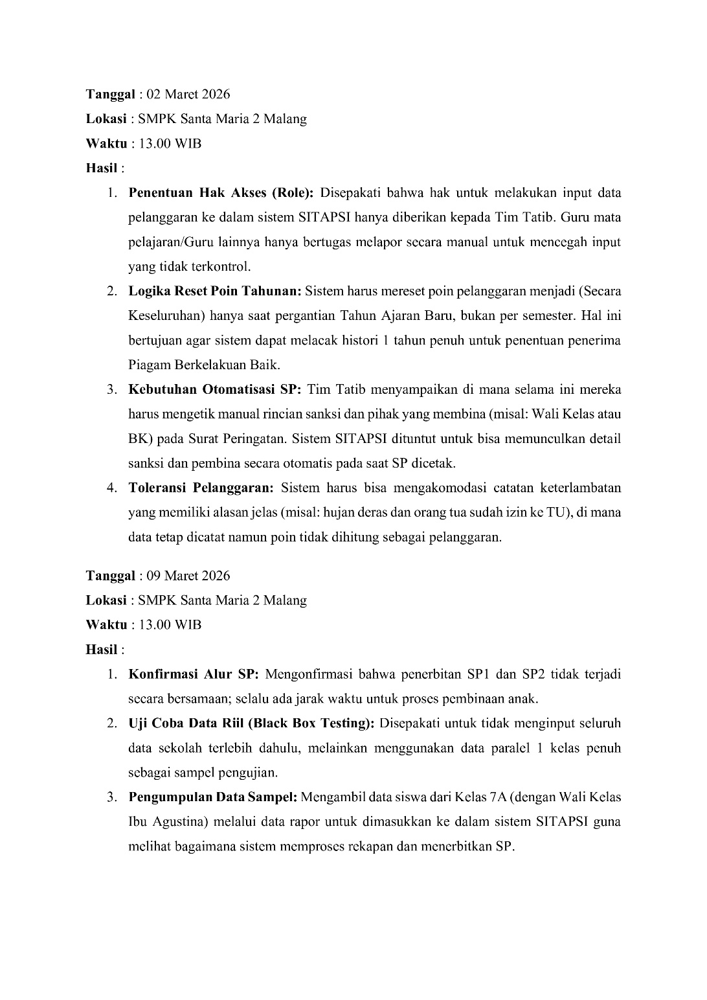 Tanggal : 02 Maret 2026
Lokasi : SMPK Santa Maria 2 Malang
Waktu : 13.00 WIB
Hasil :
1. Penentuan Hak Akses (Role): Disepakati bahwa hak untuk melakukan input data
pelanggaran ke dalam sistem SITAPSI hanya diberikan kepada Tim Tatib. Guru mata
pelajaran/Guru lainnya hanya bertugas melapor secara manual untuk mencegah input
yang tidak terkontrol.
2. Logika Reset Poin Tahunan: Sistem harus mereset poin pelanggaran menjadi (Secara
Keseluruhan) hanya saat pergantian Tahun Ajaran Baru, bukan per semester. Hal ini
bertujuan agar sistem dapat melacak histori 1 tahun penuh untuk penentuan penerima
Piagam Berkelakuan Baik.
3. Kebutuhan Otomatisasi SP: Tim Tatib menyampaikan di mana selama ini mereka
harus mengetik manual rincian sanksi dan pihak yang membina (misal: Wali Kelas atau
BK) pada Surat Peringatan. Sistem SITAPSI dituntut untuk bisa memunculkan detail
sanksi dan pembina secara otomatis pada saat SP dicetak.
4. Toleransi Pelanggaran: Sistem harus bisa mengakomodasi catatan keterlambatan
yang memiliki alasan jelas (misal: hujan deras dan orang tua sudah izin ke TU), di mana
data tetap dicatat namun poin tidak dihitung sebagai pelanggaran.
Tanggal : 09 Maret 2026
Lokasi : SMPK Santa Maria 2 Malang
Waktu : 13.00 WIB
Hasil :
1. Konfirmasi Alur SP: Mengonfirmasi bahwa penerbitan SP1 dan SP2 tidak terjadi
secara bersamaan; selalu ada jarak waktu untuk proses pembinaan anak.
2. Uji Coba Data Riil (Black Box Testing): Disepakati untuk tidak menginput seluruh
data sekolah terlebih dahulu, melainkan menggunakan data paralel 1 kelas penuh
sebagai sampel pengujian.
3. Pengumpulan Data Sampel: Mengambil data siswa dari Kelas 7A (dengan Wali Kelas
Ibu Agustina) melalui data rapor untuk dimasukkan ke dalam sistem SITAPSI guna
melihat bagaimana sistem memproses rekapan dan menerbitkan SP.